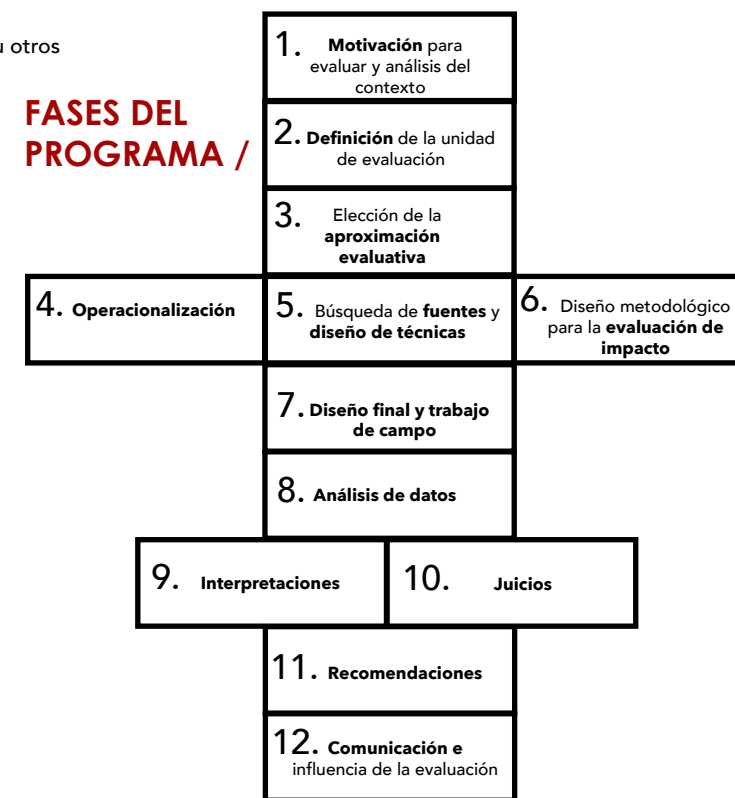 u otros
FASES DEL
PROGRAMA /
1. Motivación para
evaluar y análisis del
contexto
2. Definición de la unidad
de evaluación
3. Elección de la
aproximación
evaluativa
4. Operacionalización
5. Búsqueda de fuentes y
diseño de técnicas
6. Diseño metodológico
para la evaluación de
impacto
7. Diseño final y trabajo
de campo
8. Análisis de datos
9. Interpretaciones
10. Juicios
11. Recomendaciones
12. Comunicación e
influencia de la evaluación